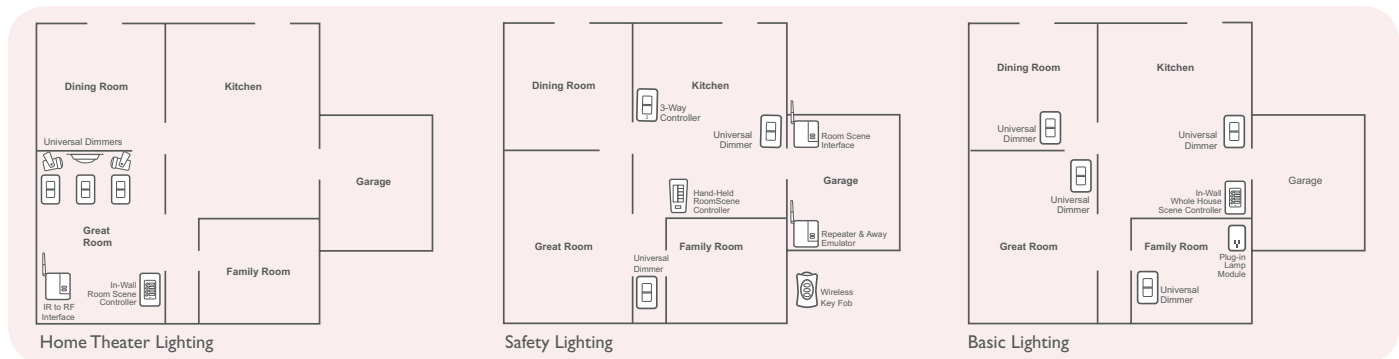 Dining Room
Kitchen
Universal Dimmers
Garage
Great
Room
Family Room
In-Wall
Room Scene
Controller
IR to RF
Interface
Home Theater Lighting
Dining Room
Kitchen
3-Way
Controller
Universal
Dimmer
Room Scene
Interface
Garage
Hand-Held
RoomScene
Controller
Repeater & Away
Emulator
Great Room
Family Room
Universal
Dimmer
Wireless
Key Fob
Safety Lighting
Dining Room
Kitchen
Universal
Dimmer
Universal
Dimmer
Garage
Universal
Dimmer
In-Wall
Whole House
Scene Controller
Great Room
Family Room
Plug-in
Lamp
Module
Universal
Dimmer
Basic Lighting